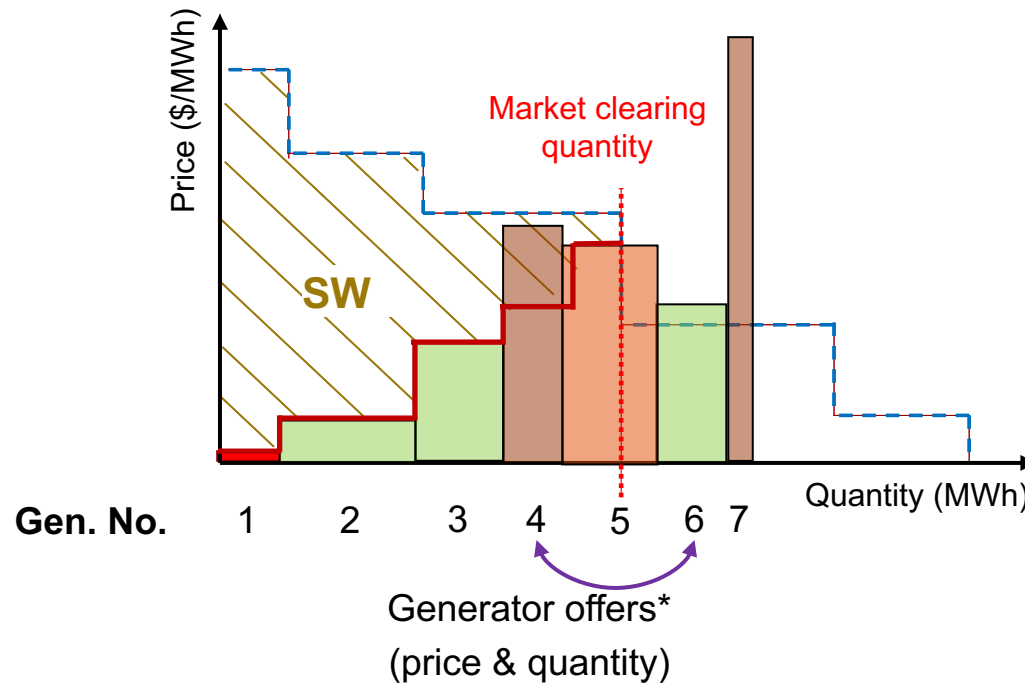 Price ($/MWh)
Market clearing
quantity
SW
Quantity (MWh)
Gen. No. 1 2 3 4 5 6 7
Generator offers*
(price & quantity)